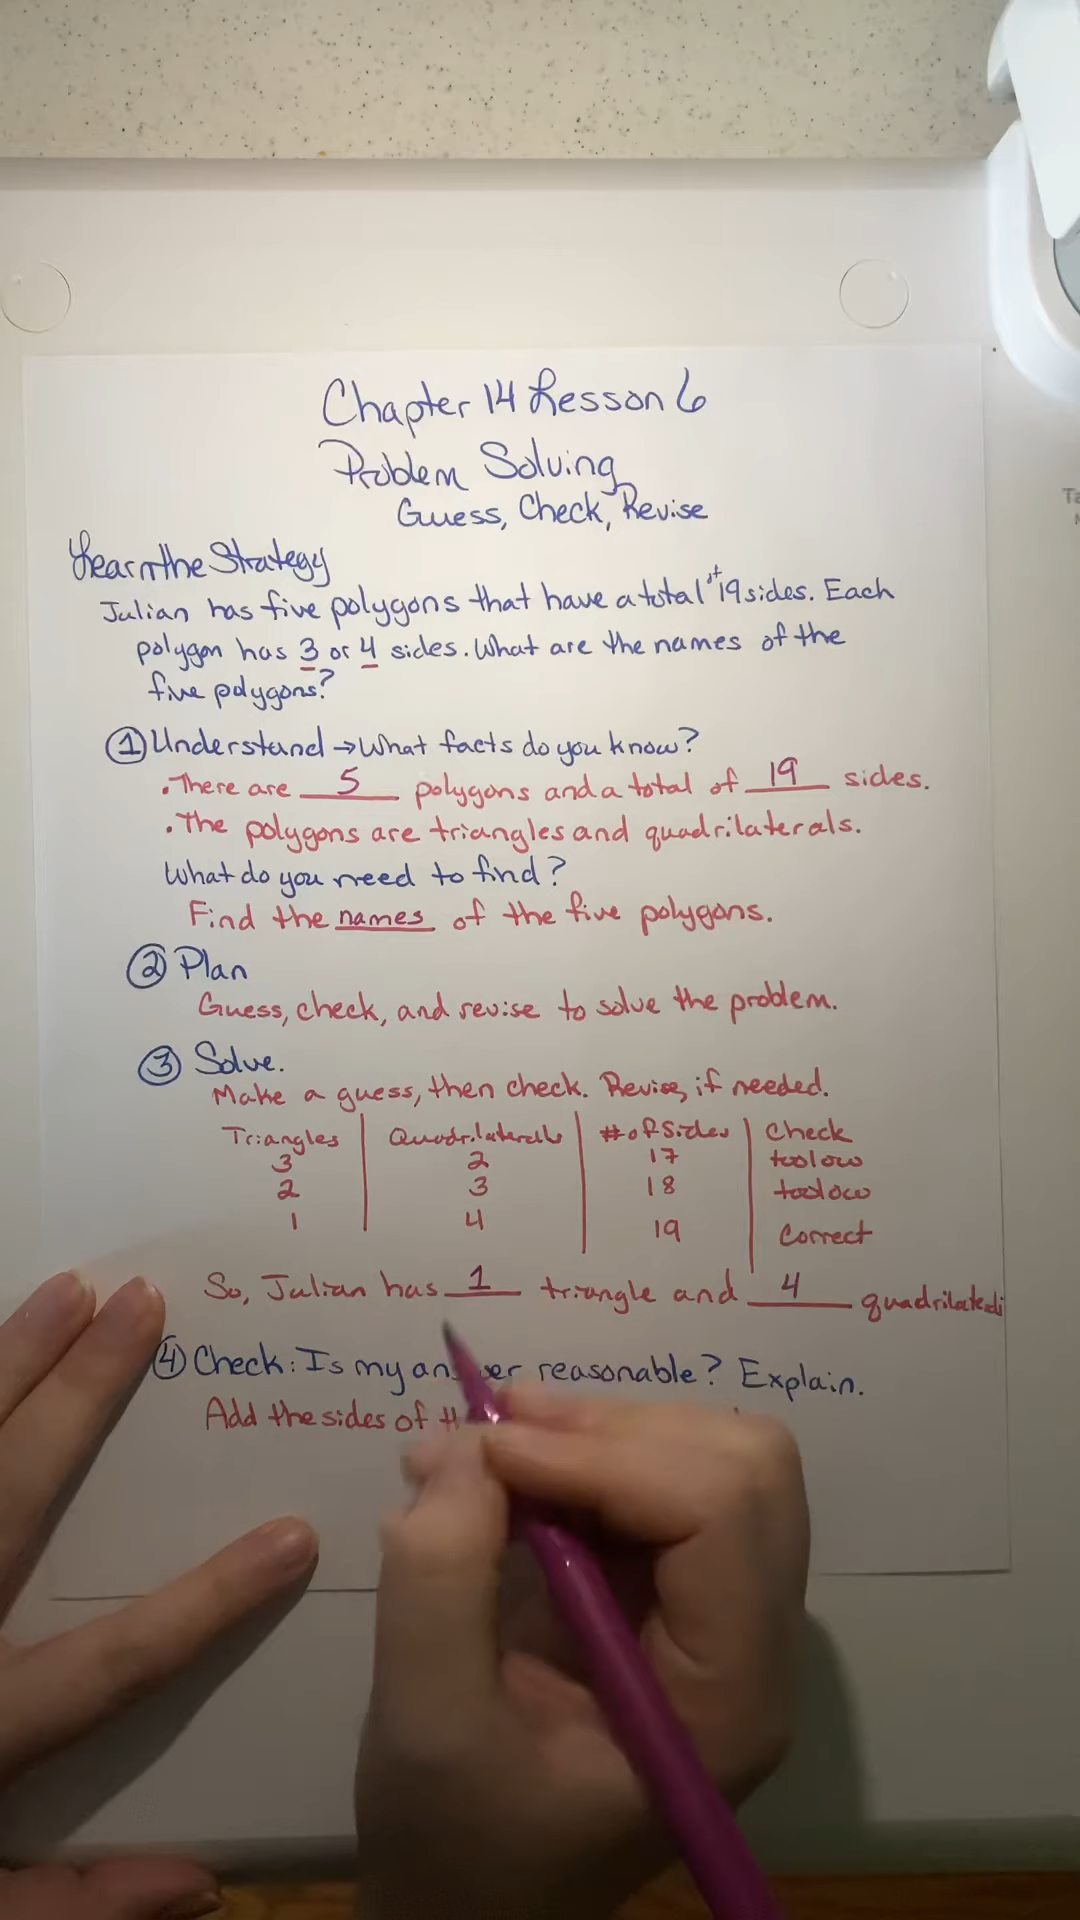 Chapter 14 Lesson 6
Problem Solving
Guess, Check, Revise
Learn the Strategy
Julian has five polygons that have a total of 19 sides. Each
polygon has 3 or 4 sides. What are the names of the
five polygons?
① Understand → What facts do you know?
• There are 5 polygons and a total of 19 sides.
• The polygons are triangles and quadrilaterals.
What do you need to find?
Find the names of the five polygons.
② Plan
Guess, check, and revise to solve the problem.
③ Solve.
Make a guess, then check. Revise, if needed.
Triangles Quadrilaterals # of Sides Check
3 2 17 too low
2 3 18 too low
1 4 19 Correct
So, Julian has 1 triangle and 4
④ Check: Is my answer reasonable? Explain.
Add the sides of